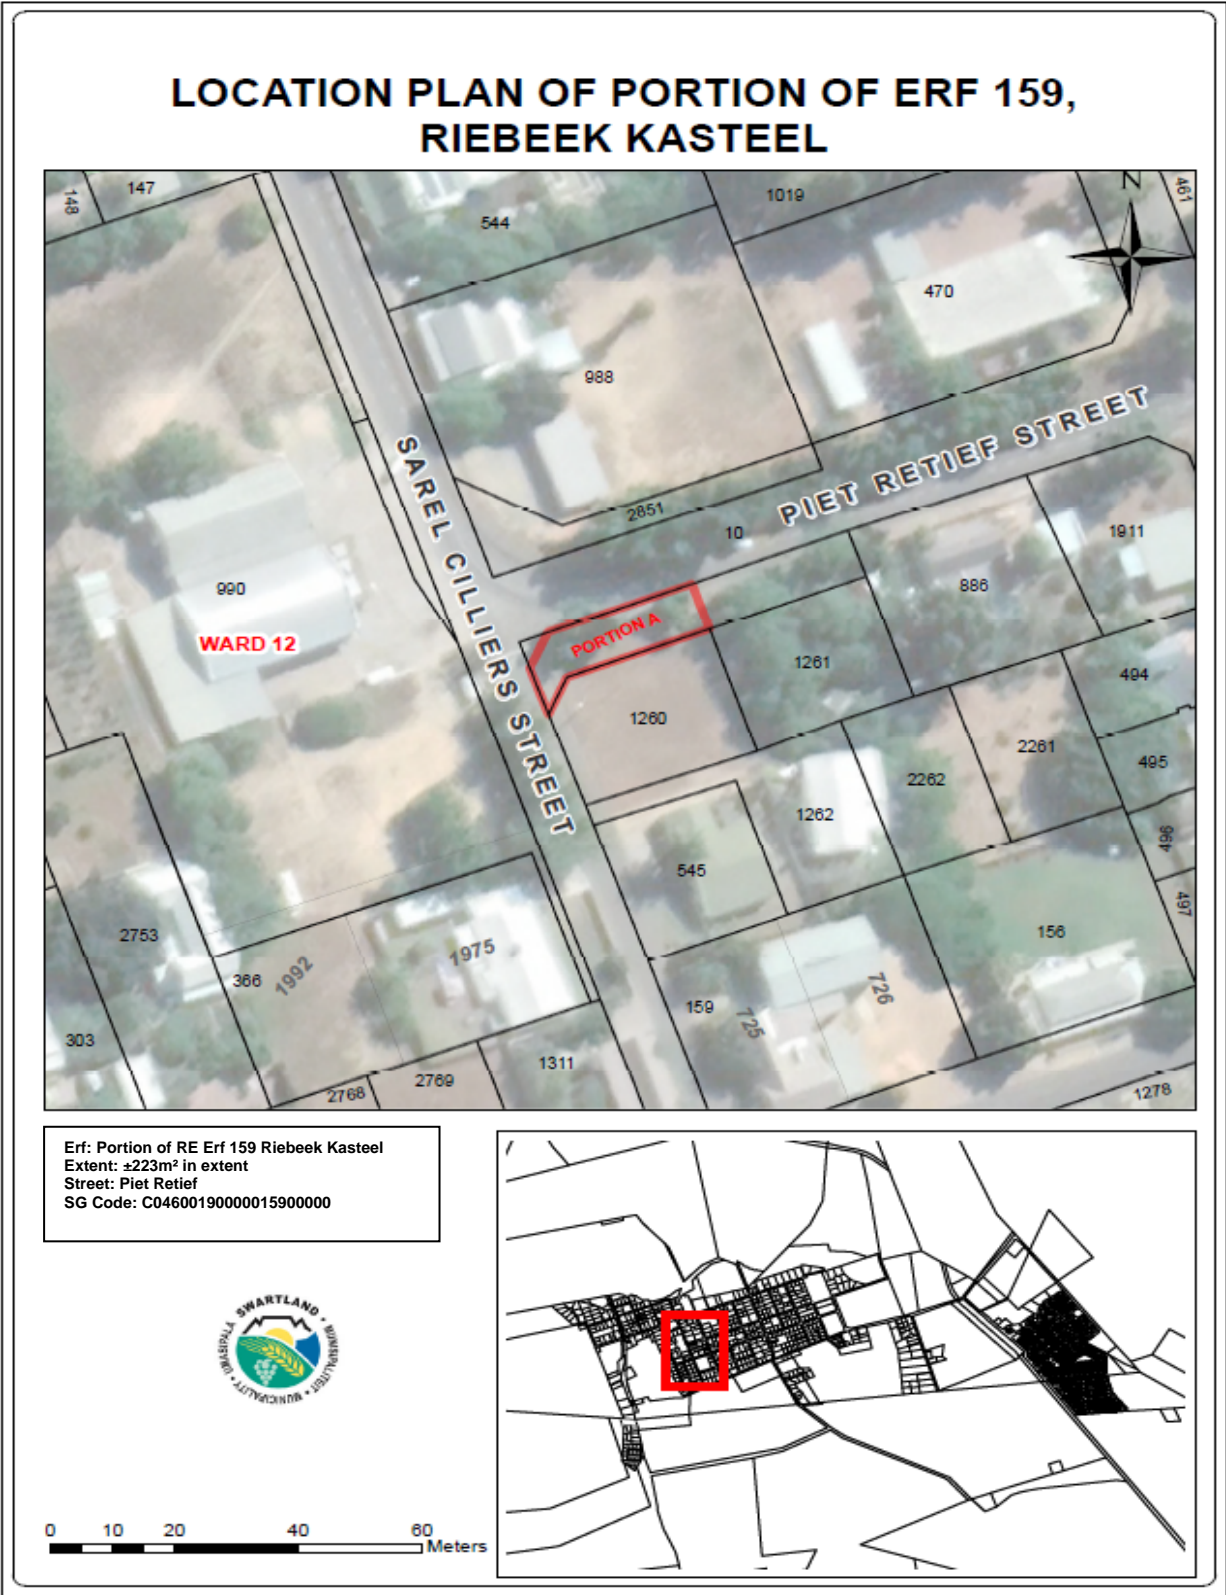 LOCATION PLAN OF PORTION OF ERF 159,
RIEBEEK KASTEEL
148
147
544
1019
461
N
470
988
SAREL CILLIERS STREET
PIET RETIEF STREET
2851
10
1911
990
WARD 12
886
PORTION A
1261
494
1260
2261
495
2262
1262
496
545
497
2753
156
1975
366
1992
726
159
725
303
1311
2769
2768
1278
Erf: Portion of RE Erf 159 Riebeek Kasteel
Extent: ±223m² in extent
Street: Piet Retief
SG Code: C04600190000015900000
SWARTLAND • MUNISIPALITEIT • MUNICIPALITY • UMASIPALA
0 10 20 40 60
Meters